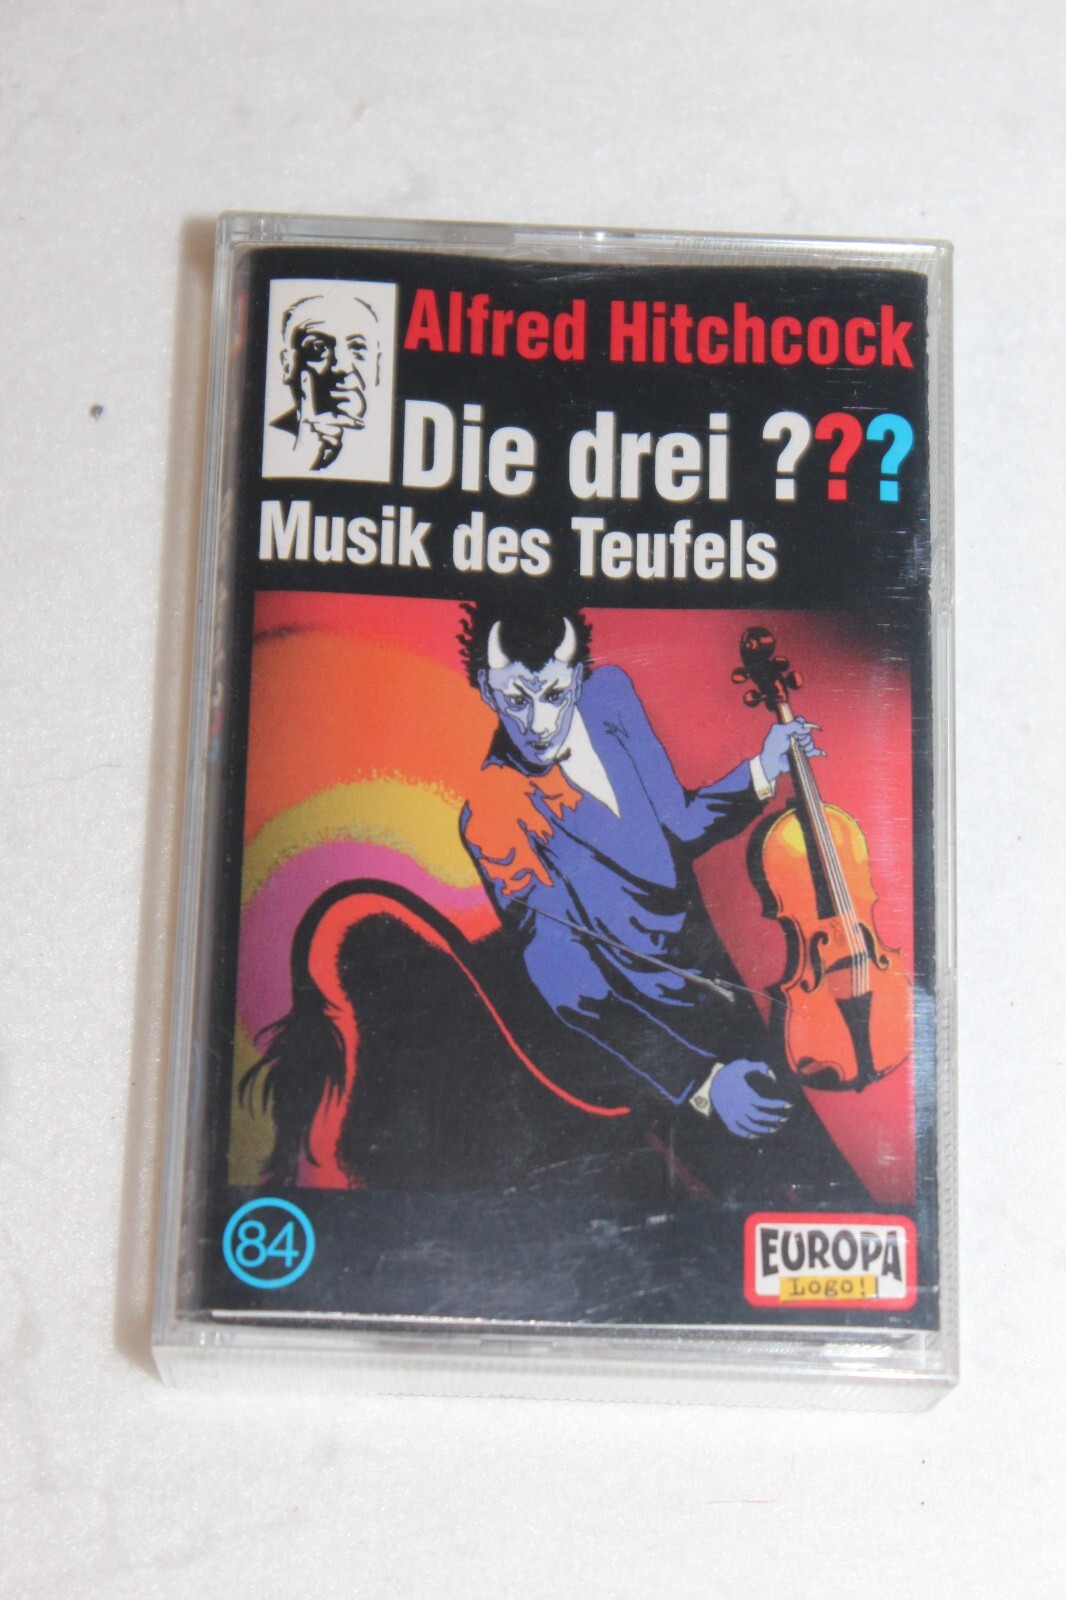 Alfred Hitchcock
Die drei ???
Musik des Teufels
84
EUROPA
Logo!